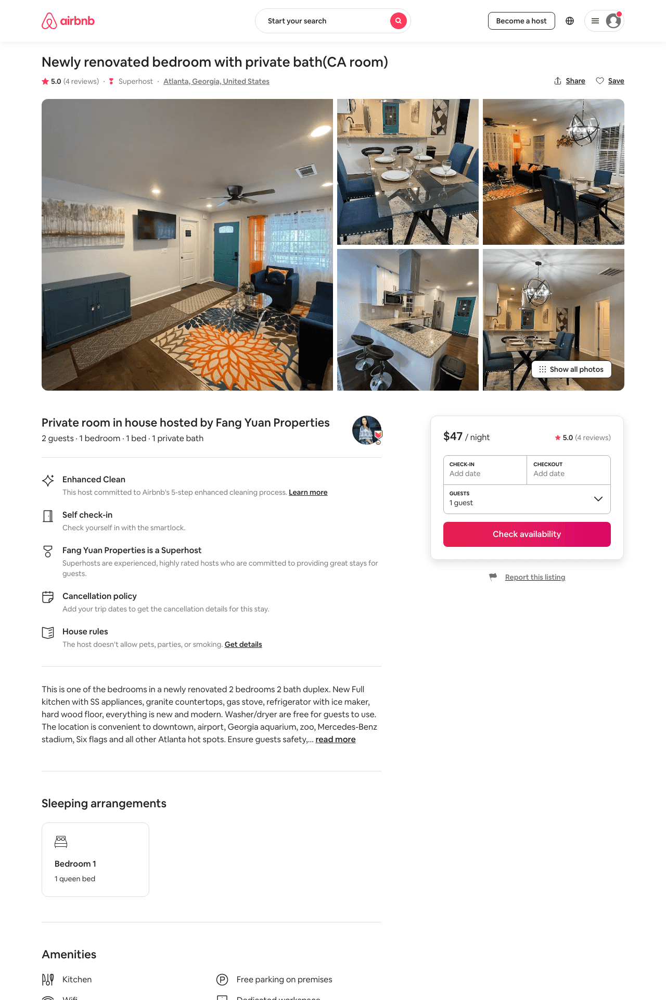 airbnb
Start your search
Become a host
Newly renovated bedroom with private bath(CA room)
5.0 (4 reviews) · Superhost · Atlanta, Georgia, United States
Share
Save
Show all photos
Private room in house hosted by Fang Yuan Properties
2 guests · 1 bedroom · 1 bed · 1 private bath
Enhanced Clean
This host committed to Airbnb's 5-step enhanced cleaning process. Learn more
Self check-in
Check yourself in with the smartlock.
Fang Yuan Properties is a Superhost
Superhosts are experienced, highly rated hosts who are committed to providing great stays for
guests.
Cancellation policy
Add your trip dates to get the cancellation details for this stay.
House rules
The host doesn't allow pets, parties, or smoking. Get details
$47 / night
5.0 (4 reviews)
CHECK-IN
Add date
CHECKOUT
Add date
GUESTS
1 guest
Check availability
Report this listing
This is one of the bedrooms in a newly renovated 2 bedrooms 2 bath duplex. New Full
kitchen with SS appliances, granite countertops, gas stove, refrigerator with ice maker,
hard wood floor, everything is new and modern. Washer/dryer are free for guests to use.
The location is convenient to downtown, airport, Georgia aquarium, zoo, Mercedes-Benz
stadium, Six flags and all other Atlanta hot spots. Ensure guests safety,... read more
Sleeping arrangements
Bedroom 1
1 queen bed
Amenities
Kitchen
Free parking on premises
Wifi
Dedicated workspace